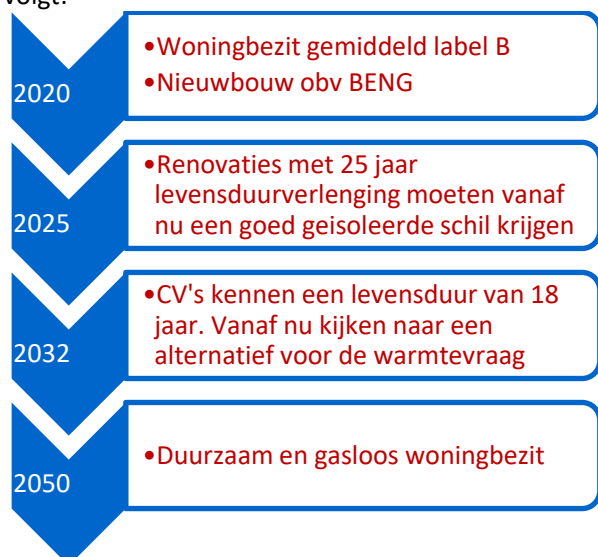 volgt:
2020
•Woningbezit gemiddeld label B
•Nieuwbouw obv BENG
2025
•Renovaties met 25 jaar
levensduurverlenging moeten vanaf
nu een goed geisoleerde schil krijgen
2032
•CV's kennen een levensduur van 18
jaar. Vanaf nu kijken naar een
alternatief voor de warmtevraag
2050
•Duurzaam en gasloos woningbezit